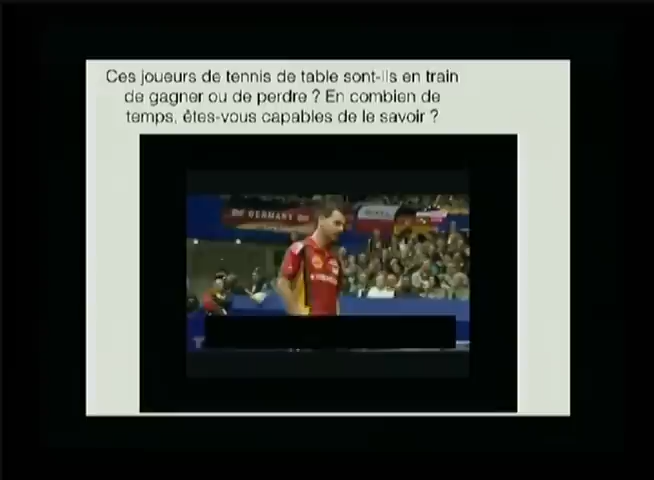 Ces joueurs de tennis de table sont-ils en train
de gagner ou de perdre ? En combien de
temps, êtes-vous capables de le savoir ?
GERMANY